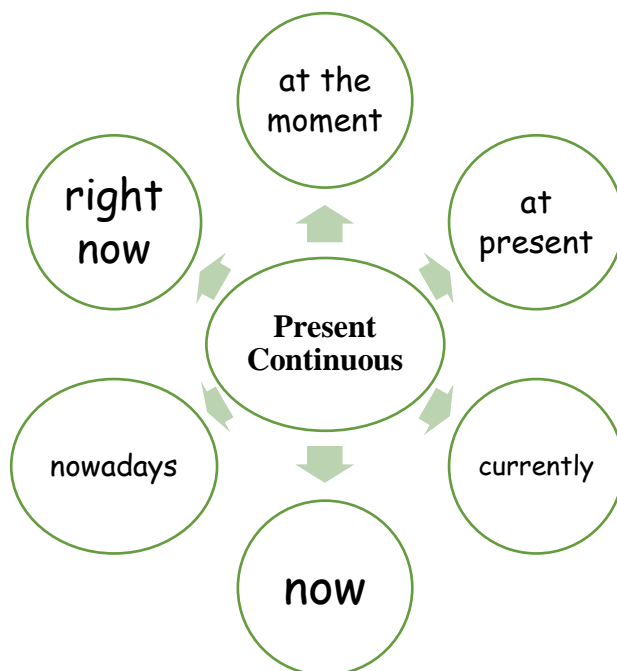 at the
moment
right
now
at
present
Present
Continuous
nowadays
currently
now